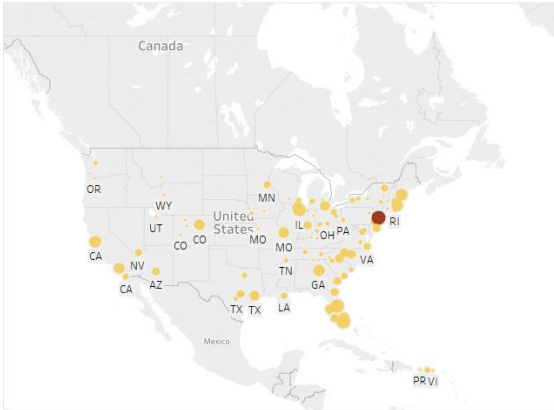 Canada
OR
WY
MN
UT
CO
CO
United
States
MO
MO
IL
OH
PA
RI
VA
CA
NV
CA
AZ
TN
GA
TX
TX
LA
Mexico
PR
VI